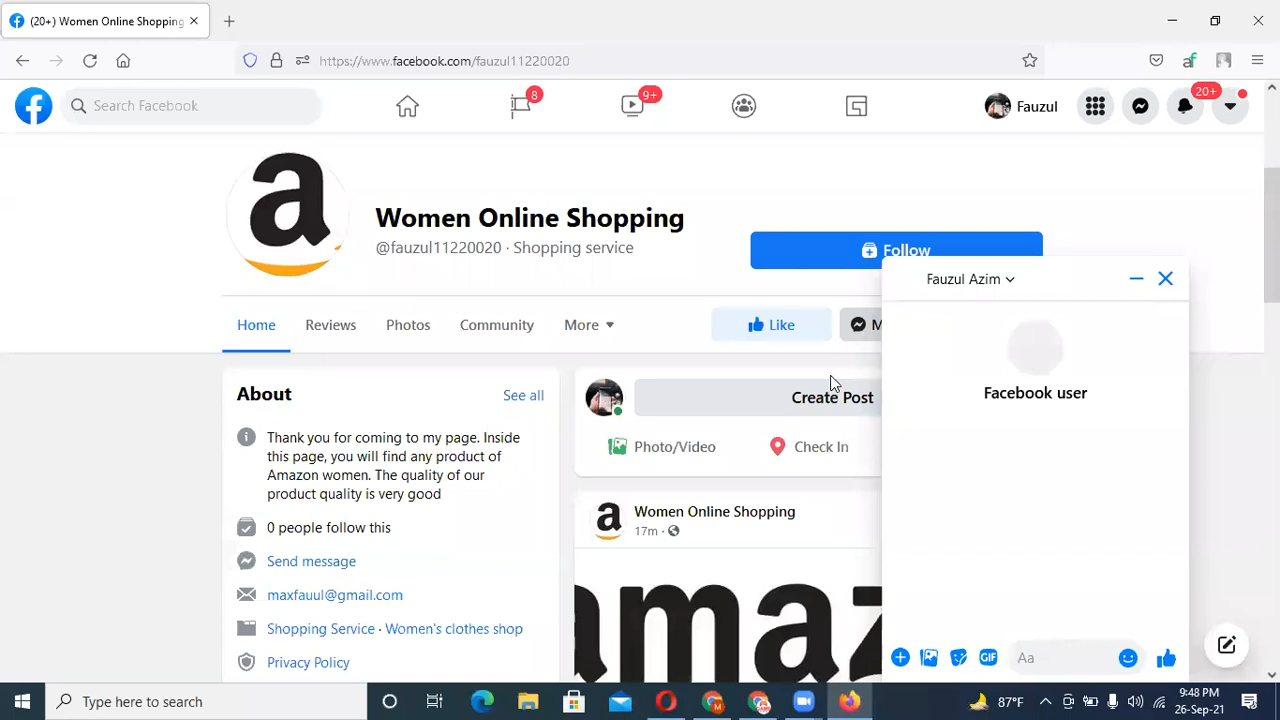 (20+) Women Online Shopping
https://www.facebook.com/fauzul11220020
Search Facebook
8
9+
Fauzul
20+
a
Women Online Shopping
@fauzul11220020 · Shopping service
Follow
Fauzul Azim
Home
Reviews
Photos
Community
More
Like
M
Facebook user
About
See all
Create Post
Thank you for coming to my page. Inside
this page, you will find any product of
Amazon women. The quality of our
product quality is very good
Photo/Video
Check In
0 people follow this
a
Women Online Shopping
17m ·
Send message
maxfauul@gmail.com
amaz
Shopping Service · Women's clothes shop
Privacy Policy
GIF
Aa
Type here to search
87°F
9:48 PM
26-Sep-21